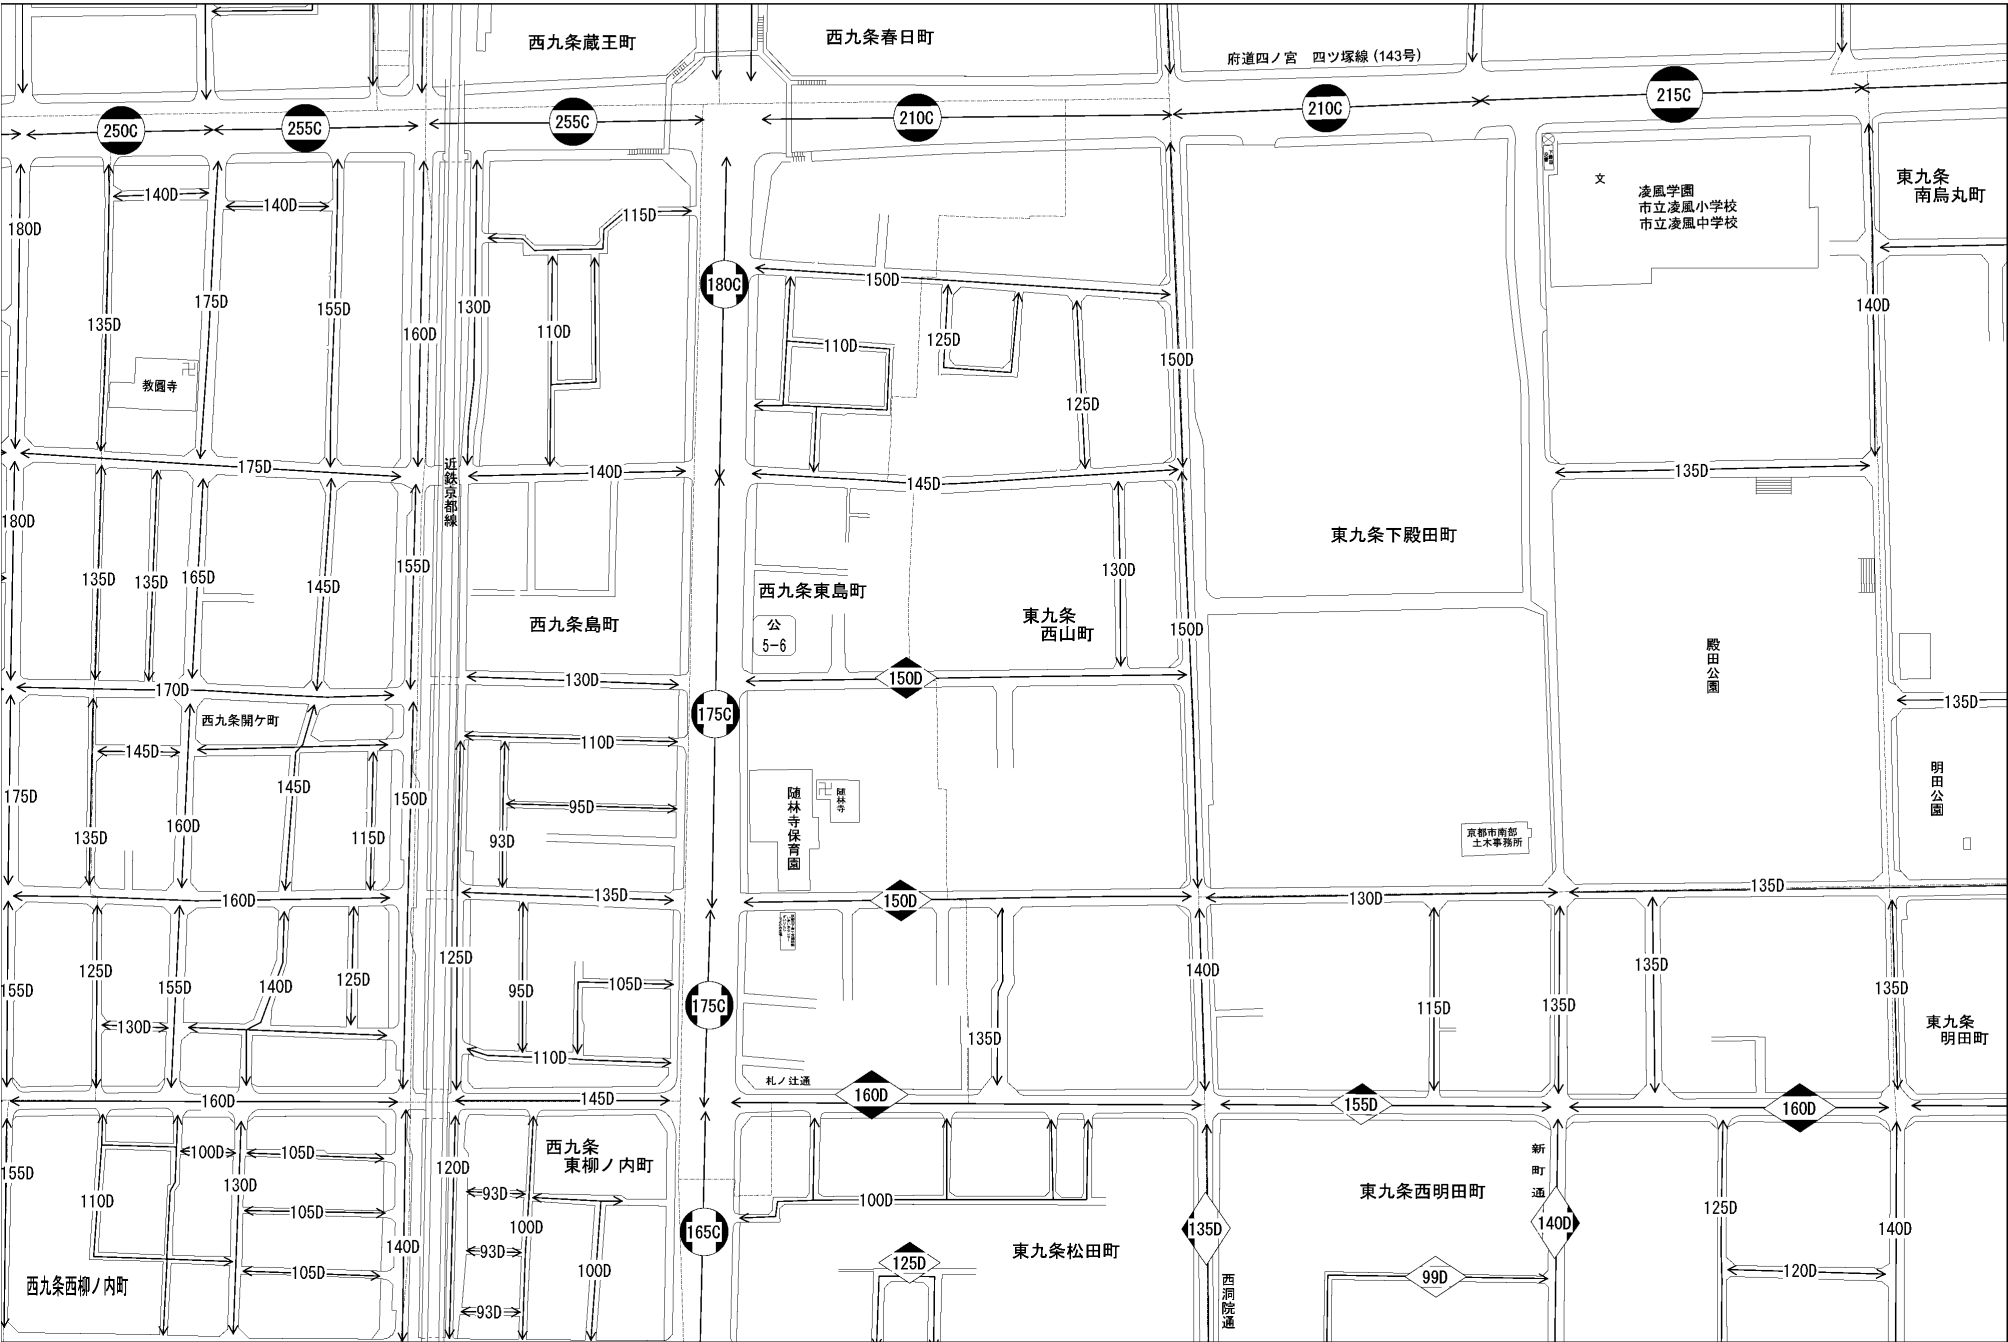 西九条蔵王町
西九条春日町
府道四ノ宮 四ツ塚線 (143号)
250C
255C
255C
210C
210C
215C
140D
140D
115D
180D
文
凌風学園
市立凌風小学校
市立凌風中学校
東九条
南烏丸町
180C
150D
135D
175D
155D
160D
130D
110D
110D
125D
125D
150D
140D
教圓寺
175D
140D
145D
135D
近鉄京都線
180D
135D
135D
165D
145D
155D
西九条島町
西九条東島町
公
5-6
東九条
西山町
130D
150D
東九条下殿田町
殿田公園
170D
130D
150D
135D
西九条開ケ町
175C
145D
110D
175D
135D
160D
145D
115D
150D
93D
95D
随林寺保育園
随林寺
明田公園
京都市南部
土木事務所
160D
135D
150D
130D
135D
155D
125D
155D
140D
125D
125D
95D
105D
175C
130D
110D
135D
140D
115D
135D
135D
135D
東九条
明田町
札ノ辻通
160D
145D
160D
155D
160D
155D
110D
100D
130D
105D
105D
105D
140D
120D
西九条
東柳ノ内町
93D
93D
93D
100D
100D
165C
100D
東九条松田町
125D
135D
西洞院通
東九条西明田町
新町通
140D
99D
125D
120D
140D
西九条西柳ノ内町